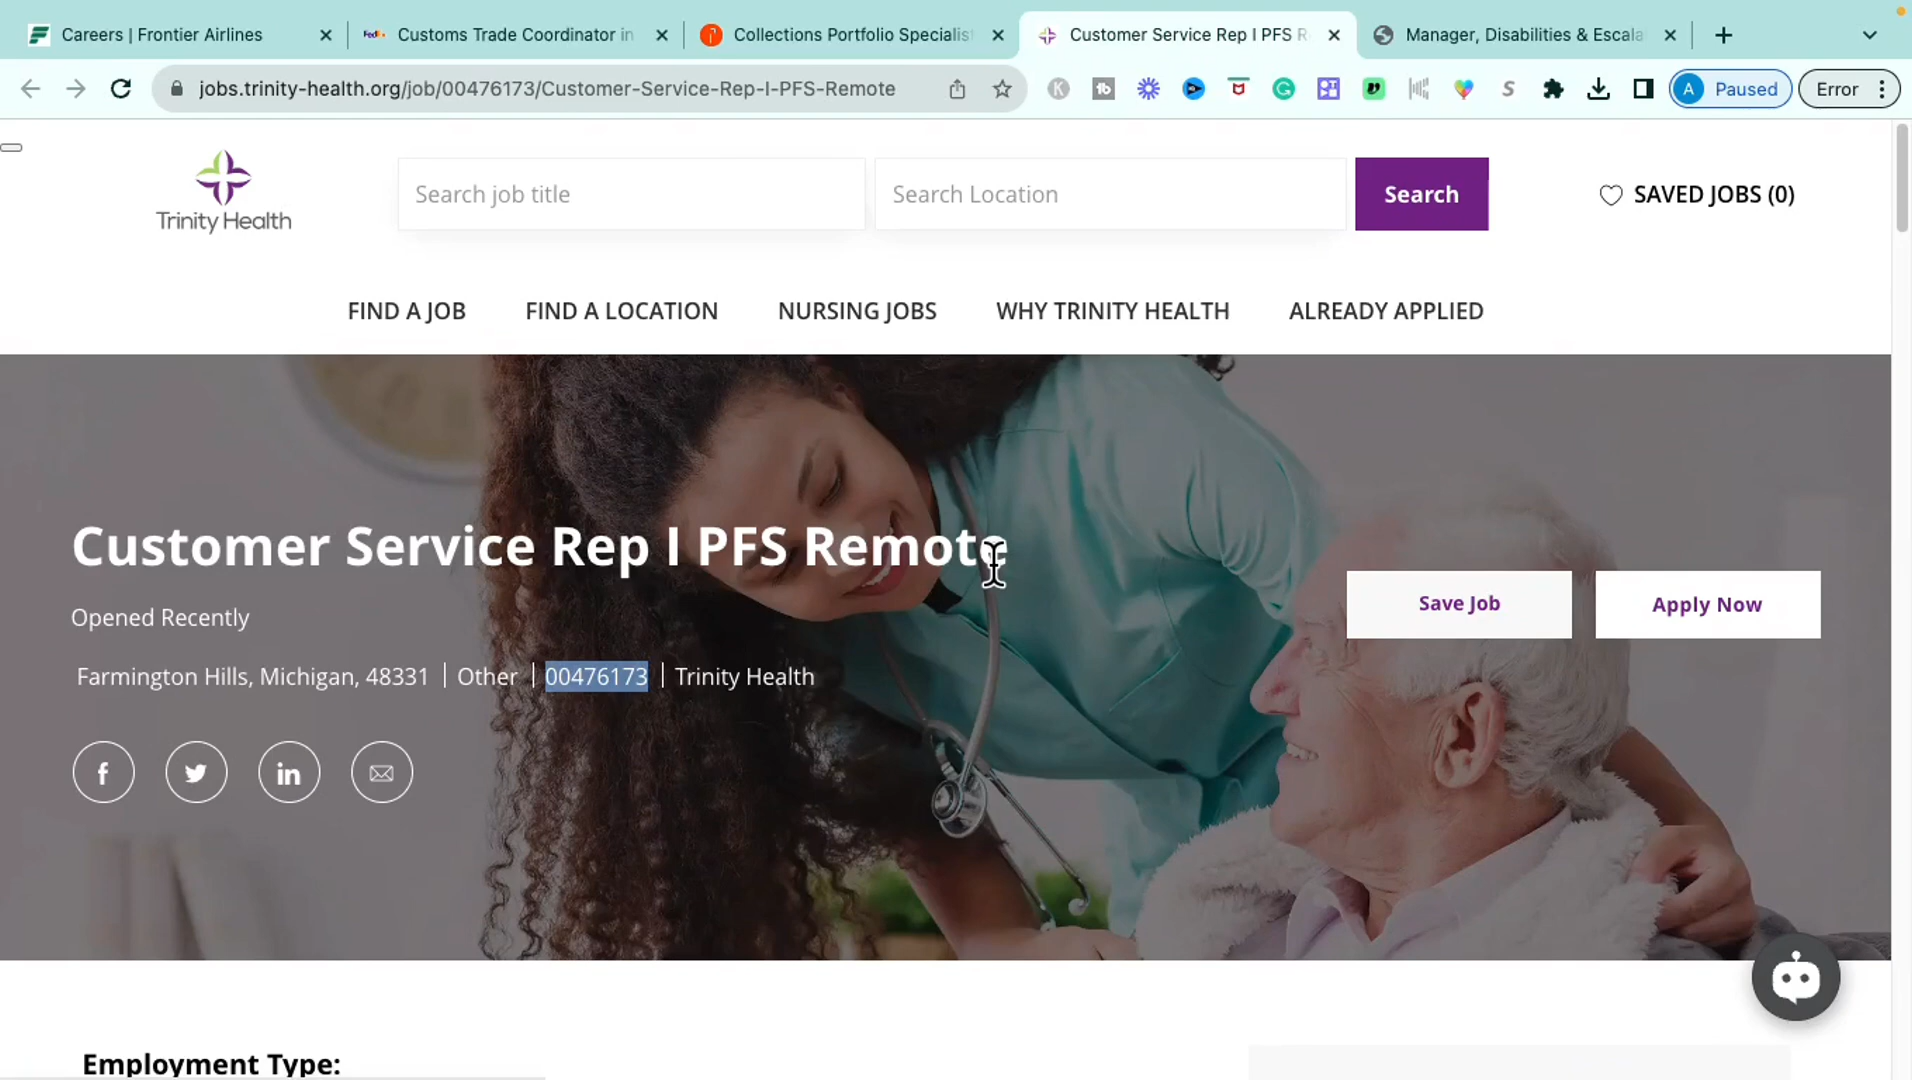 Careers | Frontier Airlines
FedEx Customs Trade Coordinator in
Collections Portfolio Specialist
Customer Service Rep I PFS R
Manager, Disabilities & Escala
jobs.trinity-health.org/job/00476173/Customer-Service-Rep-I-PFS-Remote
A Paused
Error
Trinity Health
Search job title
Search Location
Search
SAVED JOBS (0)
FIND A JOB
FIND A LOCATION
NURSING JOBS
WHY TRINITY HEALTH
ALREADY APPLIED
Customer Service Rep I PFS Remote
Opened Recently
Farmington Hills, Michigan, 48331 | Other | 00476173 | Trinity Health
Save Job
Apply Now
Employment Type: